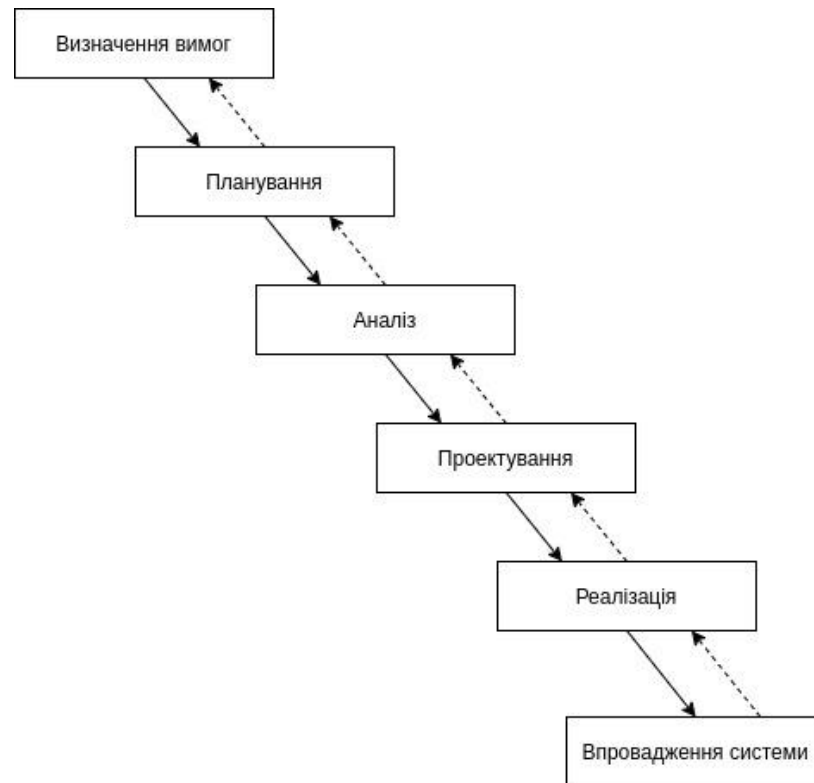 Визначення вимог
Планування
Аналіз
Проектування
Реалізація
Впровадження системи